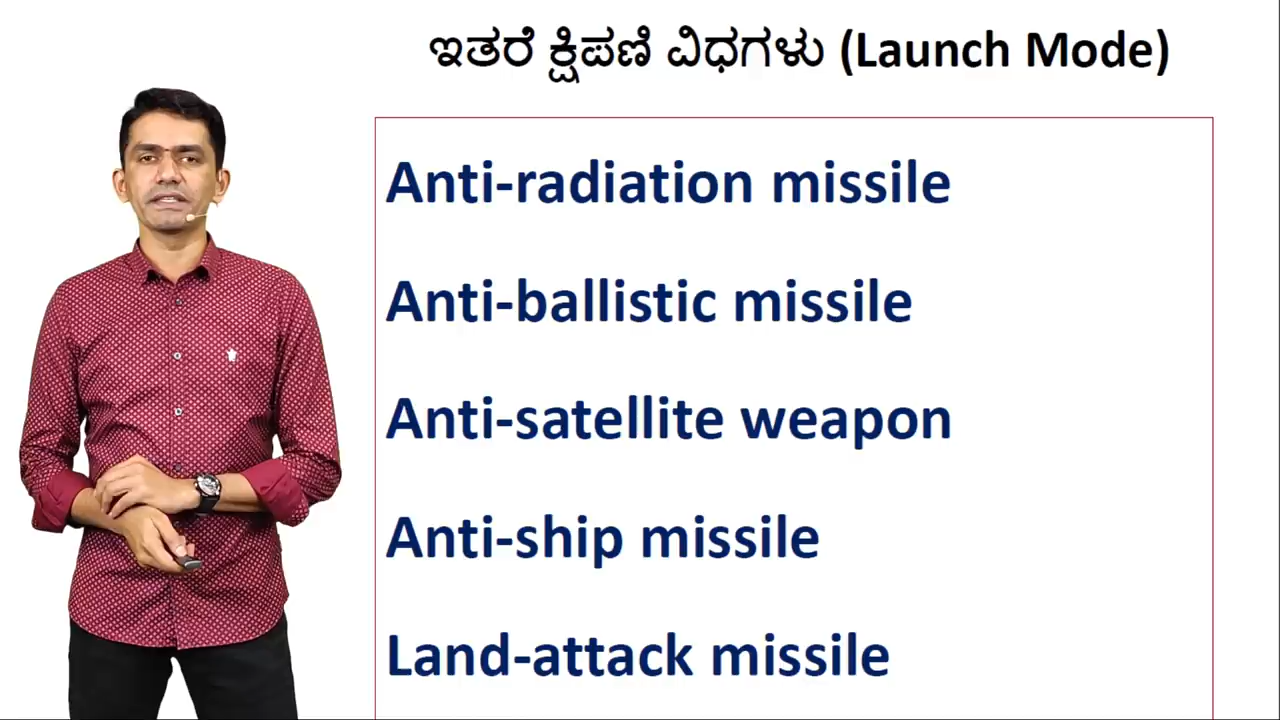 ಇತರೆ ಕ್ಷಿಪಣಿ ವಿಧಗಳು (Launch Mode)
Anti-radiation missile
Anti-ballistic missile
Anti-satellite weapon
Anti-ship missile
Land-attack missile